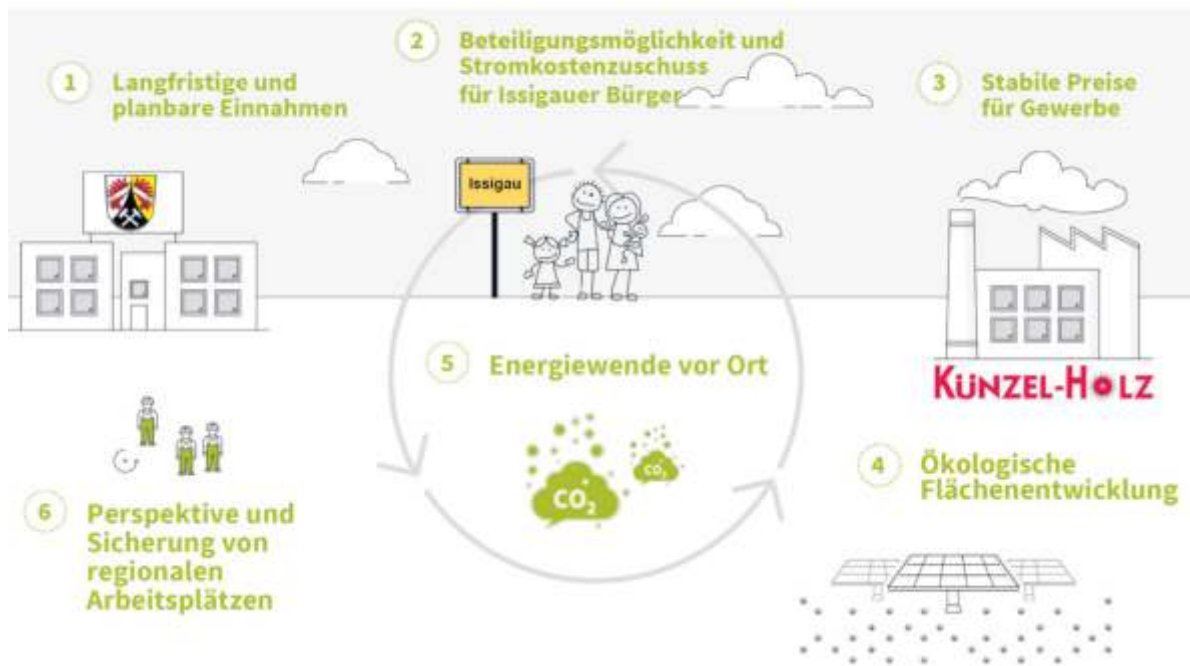 1
Langfristige und
planbare Einnahmen
2
Beteiligungsmöglichkeit und
Stromkostenzuschuss
für Issigauer Bürger
3
Stabile Preise
für Gewerbe
Issigau
KÜNZEL-HOLZ
4
Ökologische
Flächenentwicklung
5
Energiewende vor Ort
CO₂
CO₂
6
Perspektive und
Sicherung von
regionalen
Arbeitsplätzen